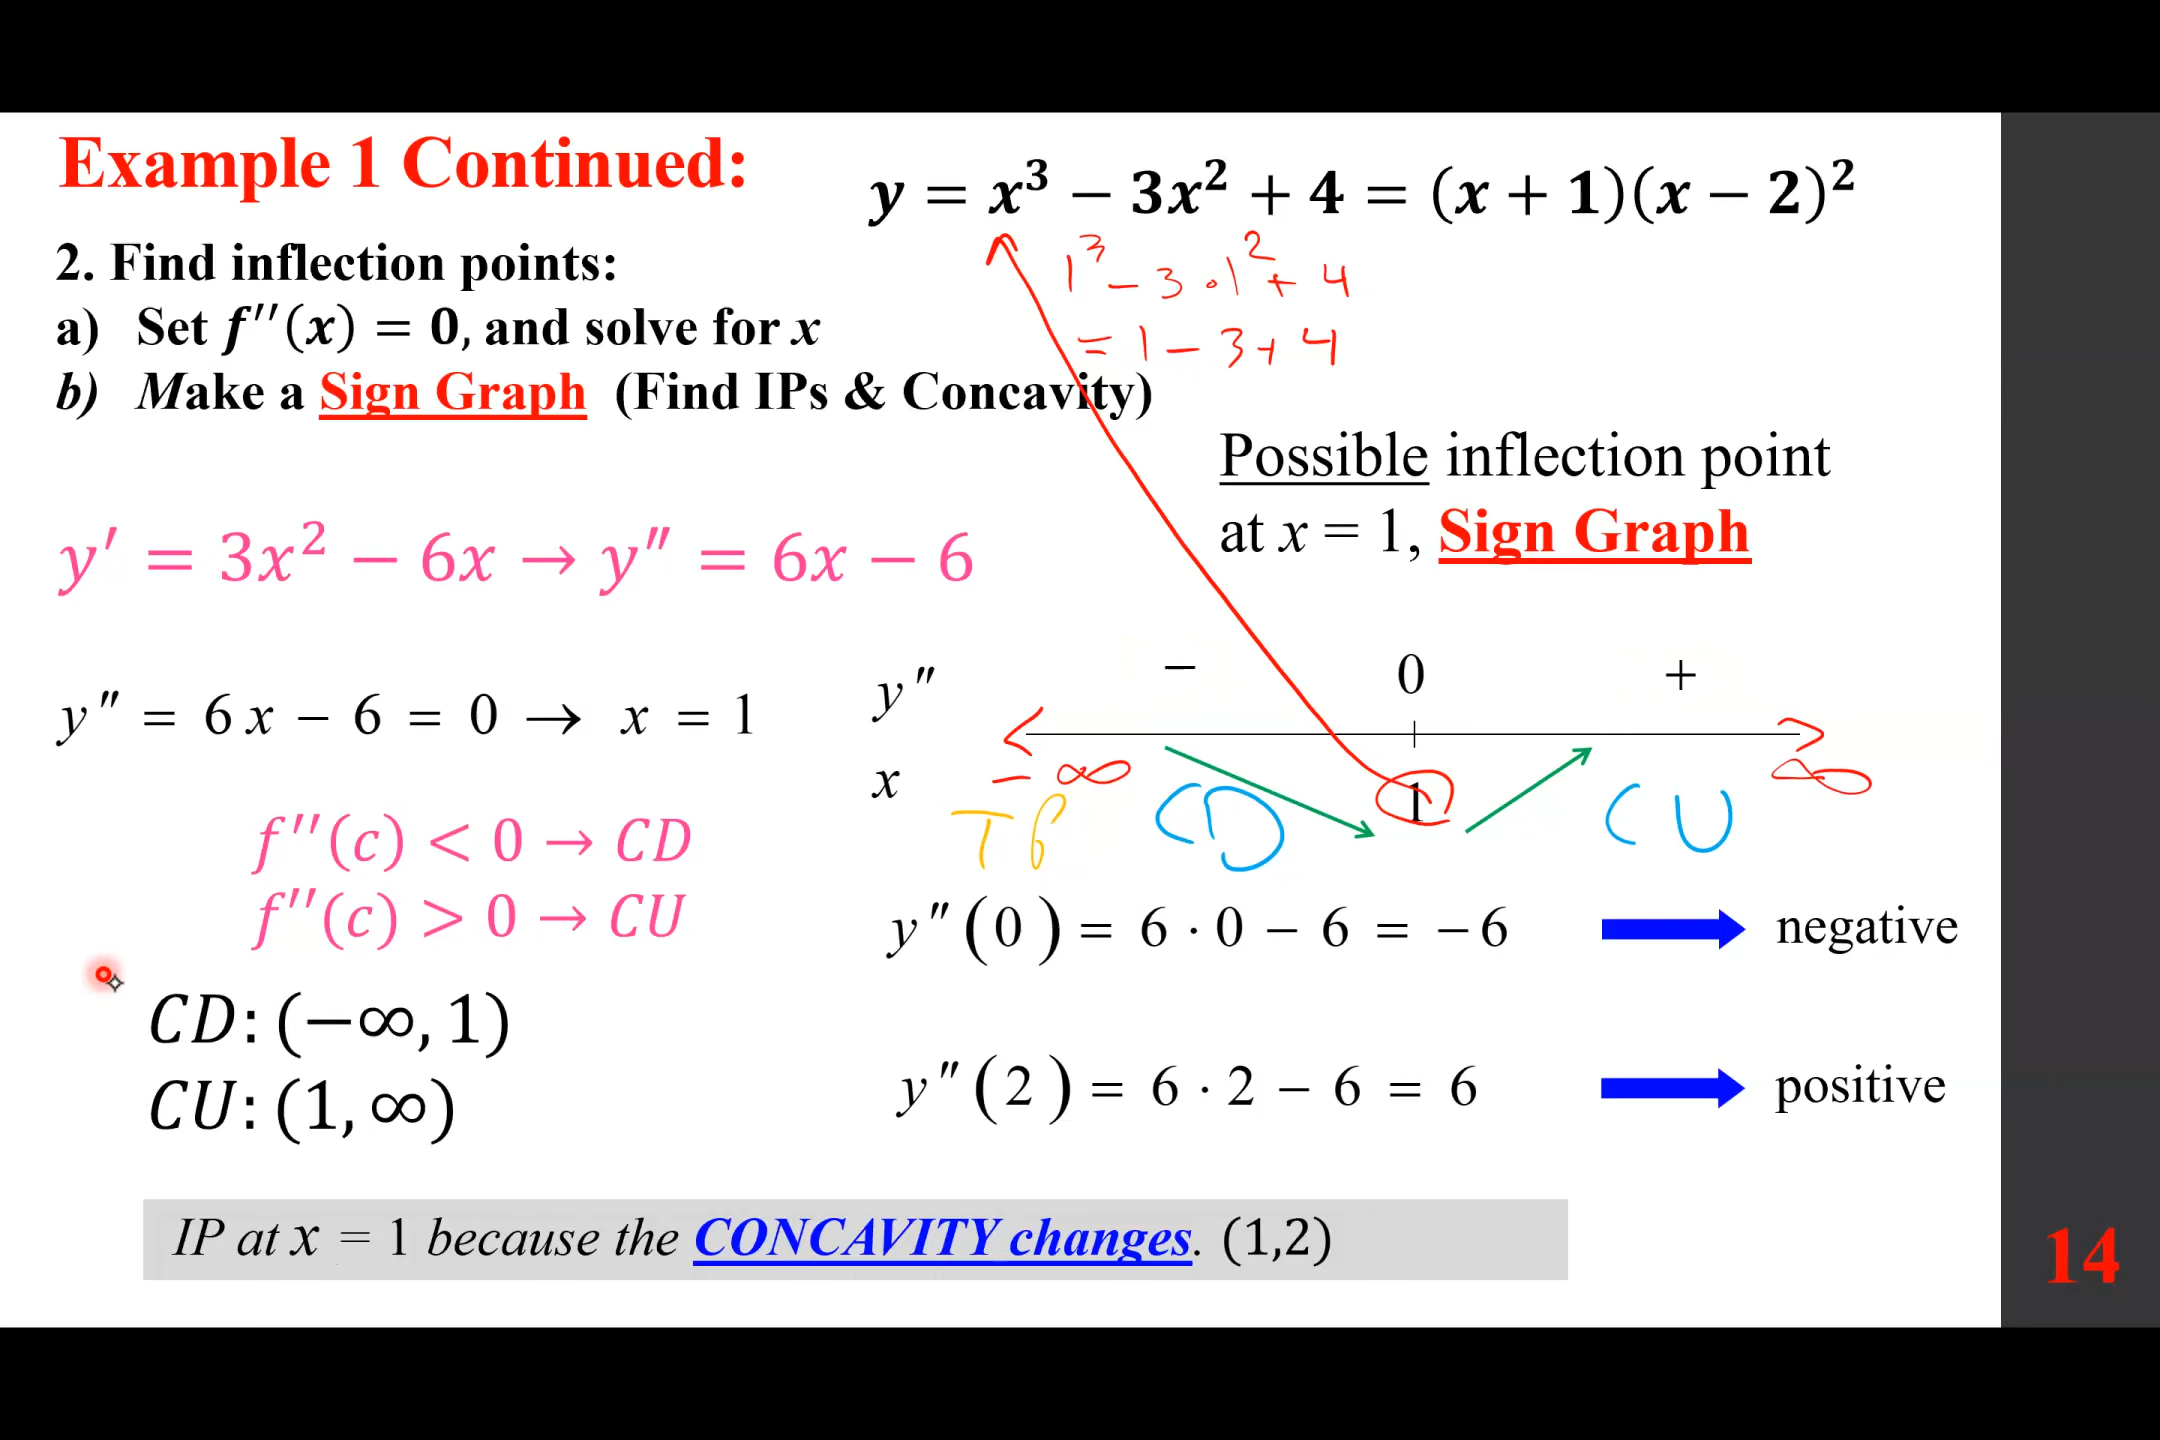 Example 1 Continued:
y = x³ − 3x² + 4 = (x + 1)(x − 2)²
1³ − 3 · 1² + 4
= 1 − 3 + 4
2. Find inflection points:
a) Set f′′(x) = 0, and solve for x
b) Make a Sign Graph (Find IPs & Concavity)
Possible inflection point
at x = 1, Sign Graph
y′ = 3x² − 6x → y″ = 6x − 6
y″ = 6x − 6 = 0 → x = 1
y″ − 0 +
x − ∞ 1 ∞
CD CU
f′′(c) < 0 → CD
f′′(c) > 0 → CU
y″(0) = 6 · 0 − 6 = −6 negative
CD: (−∞, 1)
CU: (1, ∞)
y″(2) = 6 · 2 − 6 = 6 positive
IP at x = 1 because the CONCAVITY changes. (1,2)
14